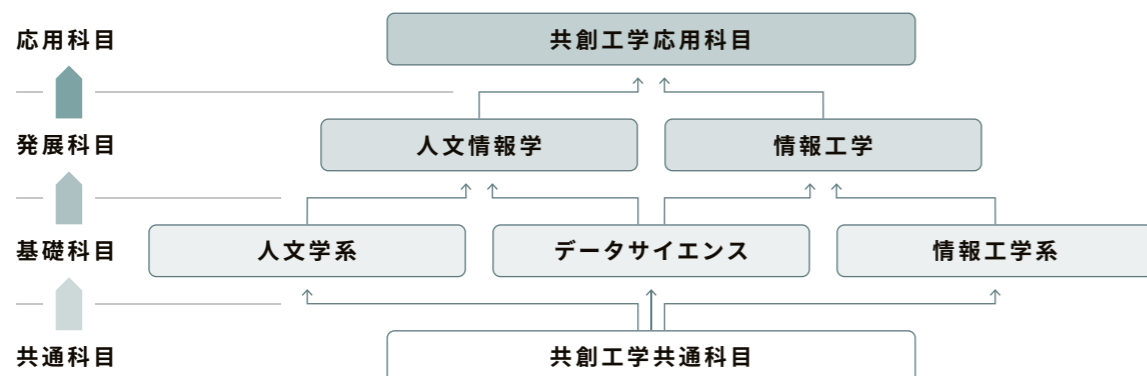 応用科目
共創工学応用科目
発展科目
人文情報学
情報工学
基礎科目
人文学系
データサイエンス
情報工学系
共通科目
共創工学共通科目